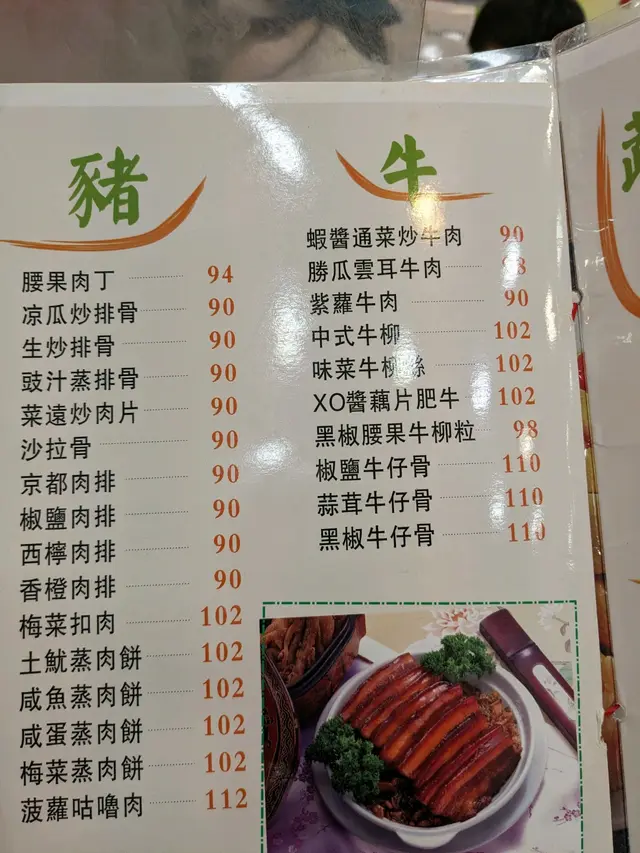 豬
腰果肉丁 94
凉瓜炒排骨 90
生炒排骨 90
豉汁蒸排骨 90
菜遠炒肉片 90
沙拉骨 90
京都肉排 90
椒鹽肉排 90
西檸肉排 90
香橙肉排 90
梅菜扣肉 102
土魷蒸肉餅 102
咸魚蒸肉餅 102
咸蛋蒸肉餅 102
梅菜蒸肉餅 102
菠蘿咕嚕肉 112
牛
蝦醬通菜炒牛肉 90
勝瓜雲耳牛肉
紫蘿牛肉 90
中式牛柳 102
味菜牛柳絲 102
XO醬藕片肥牛 102
黑椒腰果牛柳粒 98
椒鹽牛仔骨 110
蒜茸牛仔骨 110
黑椒牛仔骨 110